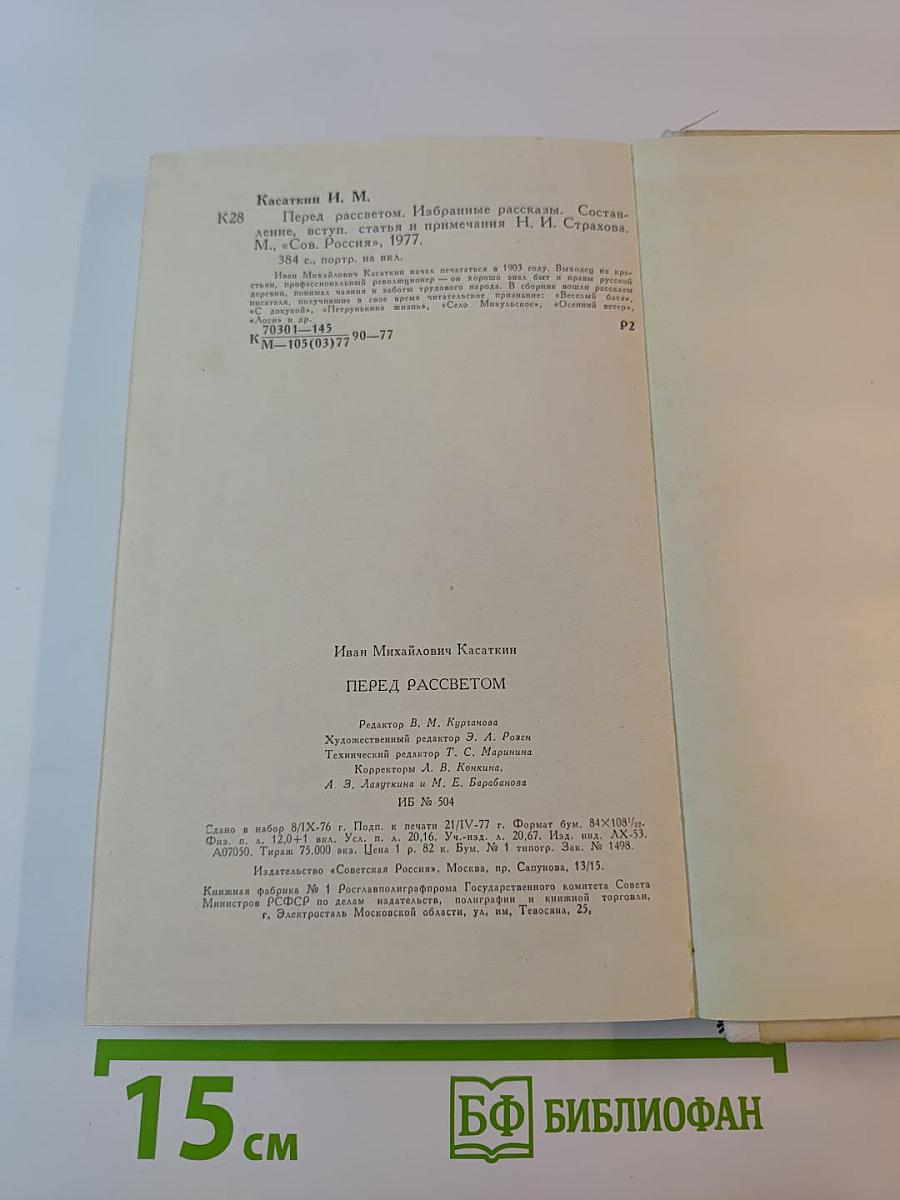 Касаткин И. М.
К28 Перед рассветом. Избранные рассказы. Состав-
ление, вступ. статья и примечания Н. И. Страхова.
М., «Сов. Россия», 1977.
384 с., портр. на вкл.
Иван Михайлович Касаткин начал печататься в 1903 году. Выходец из кре-
стьян, профессиональный революционер — он хорошо знал быт и нравы русской
деревни, понимал чаяния и заботы трудового народа. В сборник вошли рассказы
писателя, получившие в свое время читательское признание: «Веселый батя»,
«С докукой», «Петрунькина жизнь», «Село Микульское», «Осенний ветер»,
«Лоси» и др.
К 70301—145
М—105(03)77 90—77
Р2
Иван Михайлович Касаткин
ПЕРЕД РАССВЕТОМ
Редактор В. М. Курганова
Художественный редактор Э. А. Розен
Технический редактор Т. С. Маринина
Корректоры Л. В. Конкина,
А. З. Лазуткина и М. Е. Барабанова
ИБ № 504
Сдано в набор 8/IX-76 г. Подп. к печати 21/IV-77 г. Формат бум. 84×108¹/₃₂.
Физ. п. л. 12,0+1 вкл. Усл. п. л. 20,16. Уч.-изд. л. 20,67. Изд. инд. ЛХ-53.
А07050. Тираж 75.000 экз. Цена 1 р. 82 к. Бум. № 1 типогр. Зак. № 1498.
Издательство «Советская Россия», Москва, пр. Сапунова, 13/15.
Книжная фабрика № 1 Росглавполиграфпрома Государственного комитета Совета
Министров РСФСР по делам издательств, полиграфии и книжной торговли,
г. Электросталь Московской области, ул. им. Тевосяна, 25.
15 см
БФ БИБЛИОФАН